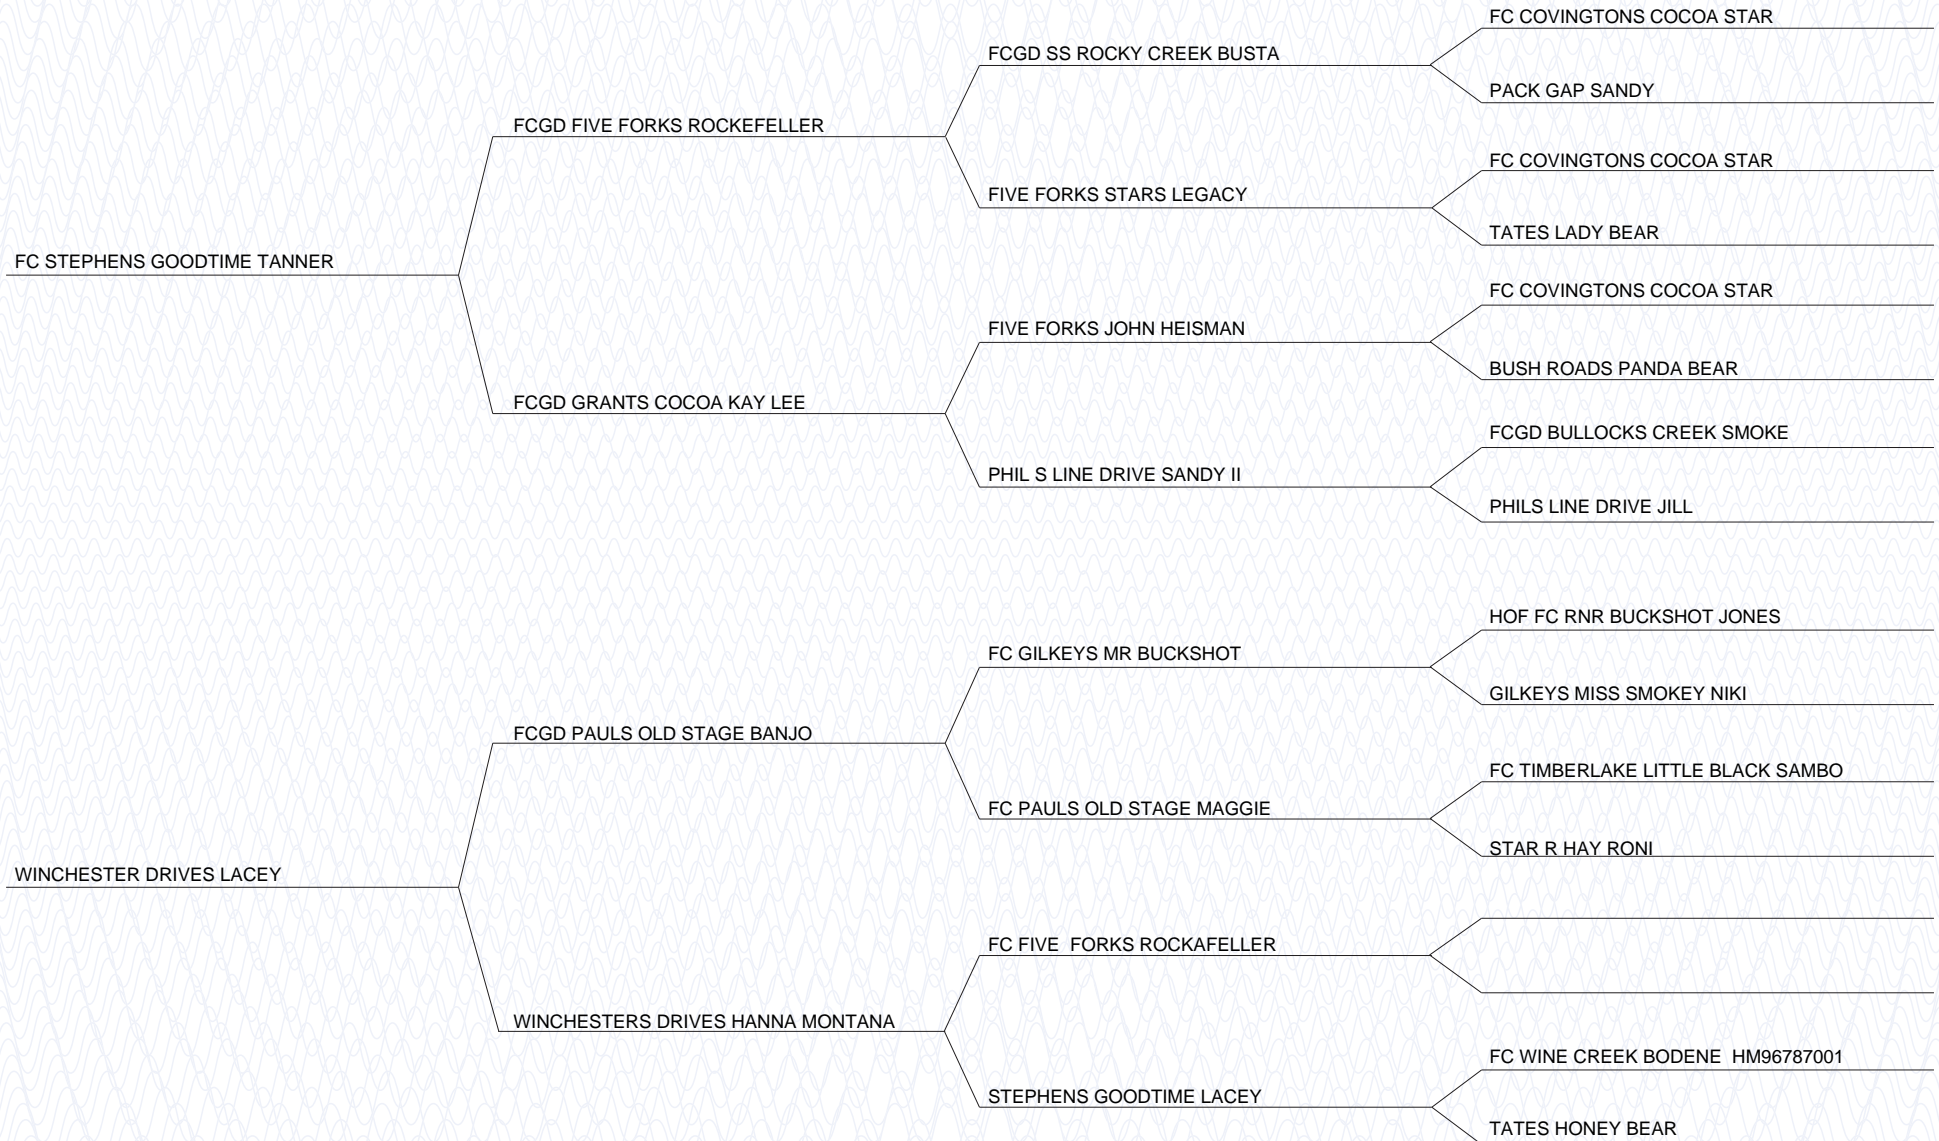 FC COVINGTONS COCOA STAR
FCGD SS ROCKY CREEK BUSTA
PACK GAP SANDY
FCGD FIVE FORKS ROCKEFELLER
FC COVINGTONS COCOA STAR
FIVE FORKS STARS LEGACY
TATES LADY BEAR
FC STEPHENS GOODTIME TANNER
FC COVINGTONS COCOA STAR
FIVE FORKS JOHN HEISMAN
BUSH ROADS PANDA BEAR
FCGD GRANTS COCOA KAY LEE
FCGD BULLOCKS CREEK SMOKE
PHIL S LINE DRIVE SANDY II
PHILS LINE DRIVE JILL
HOF FC RNR BUCKSHOT JONES
FC GILKEYS MR BUCKSHOT
GILKEYS MISS SMOKEY NIKI
FCGD PAULS OLD STAGE BANJO
FC TIMBERLAKE LITTLE BLACK SAMBO
FC PAULS OLD STAGE MAGGIE
STAR R HAY RONI
WINCHESTER DRIVES LACEY
FC FIVE  FORKS ROCKAFELLER
WINCHESTERS DRIVES HANNA MONTANA
FC WINE CREEK BODENE  HM96787001
STEPHENS GOODTIME LACEY
TATES HONEY BEAR